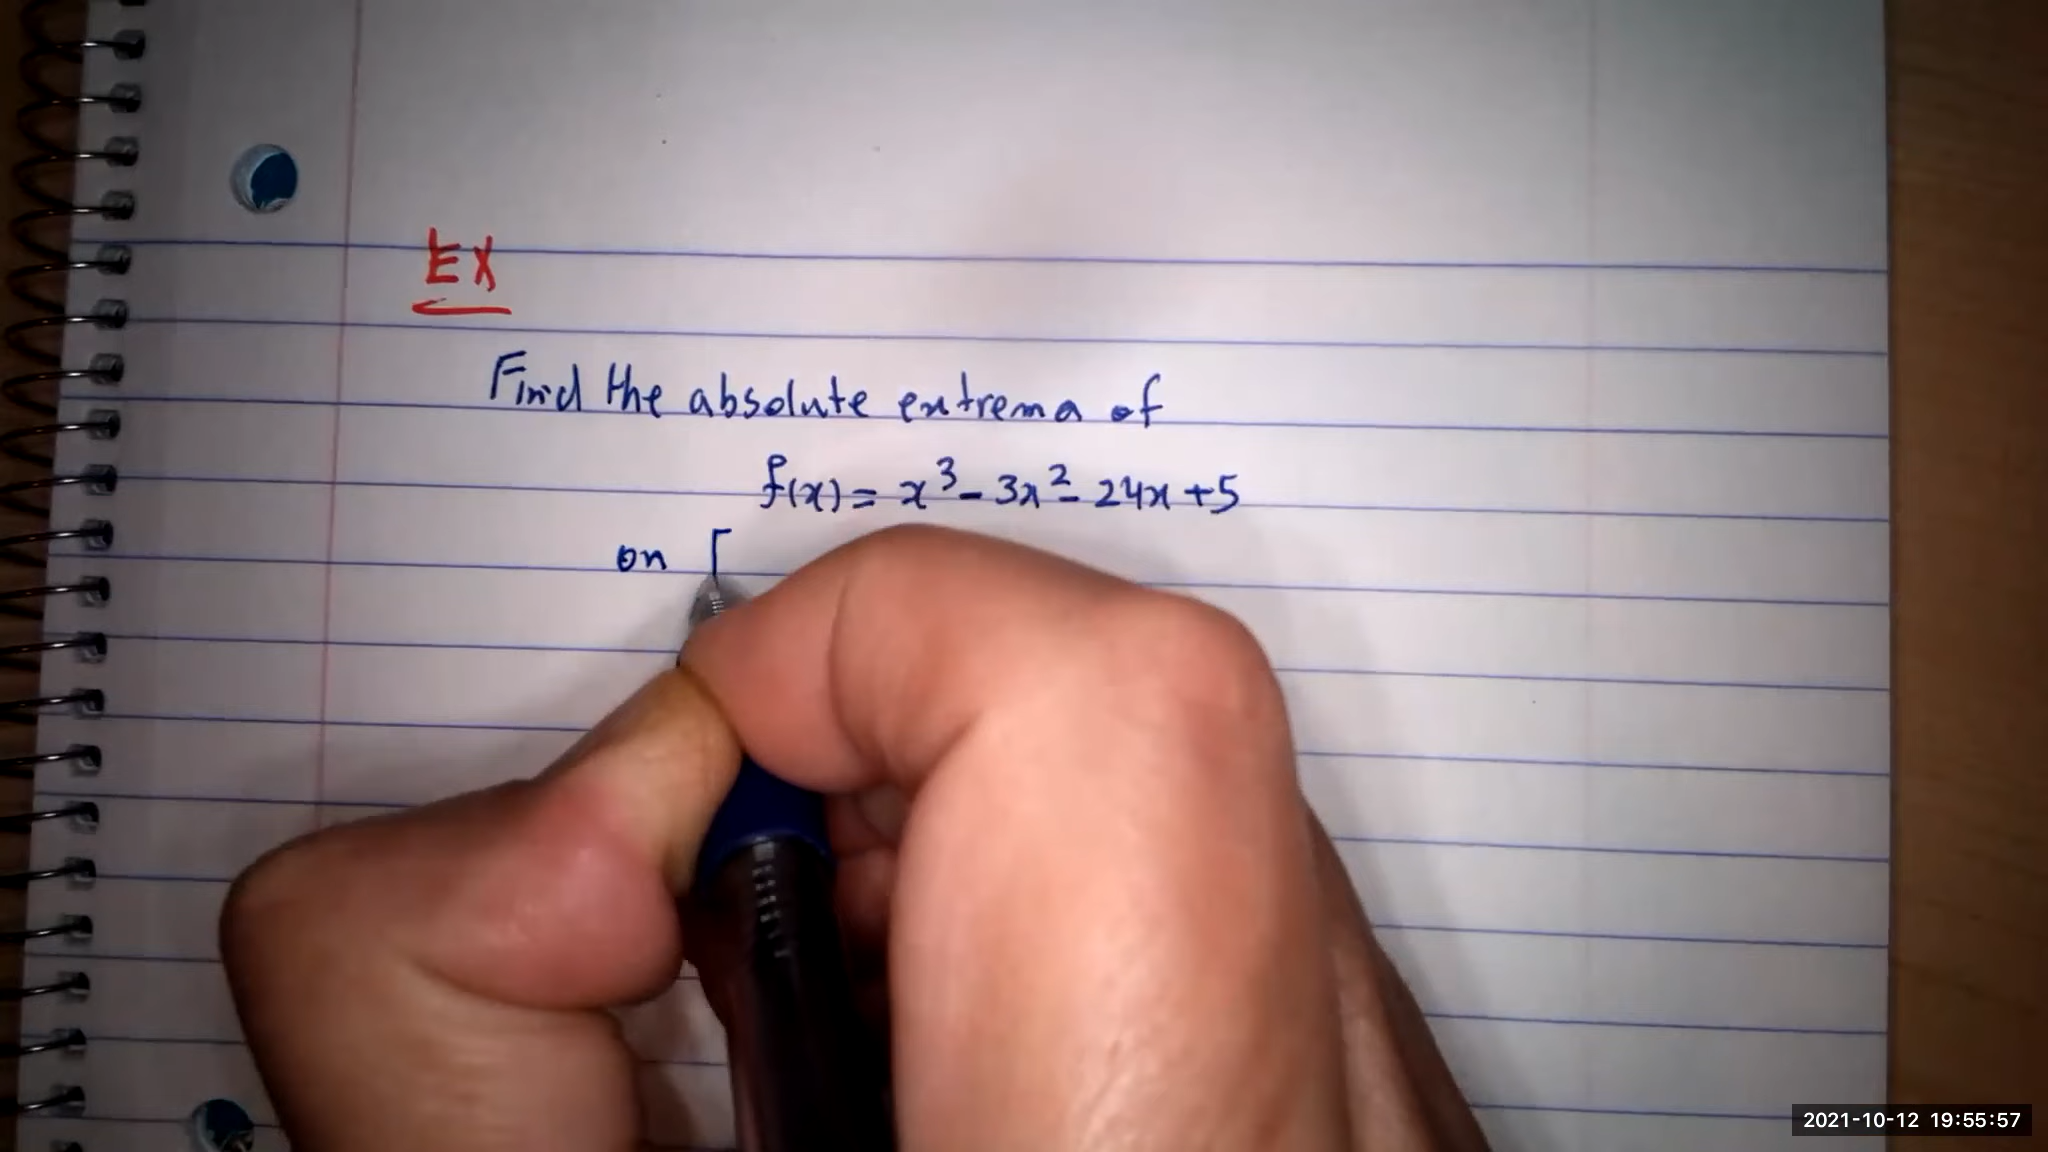 EX
Find the absolute extrema of
f(x) = x³ - 3x² - 24x + 5
on [
2021-10-12 19:55:57